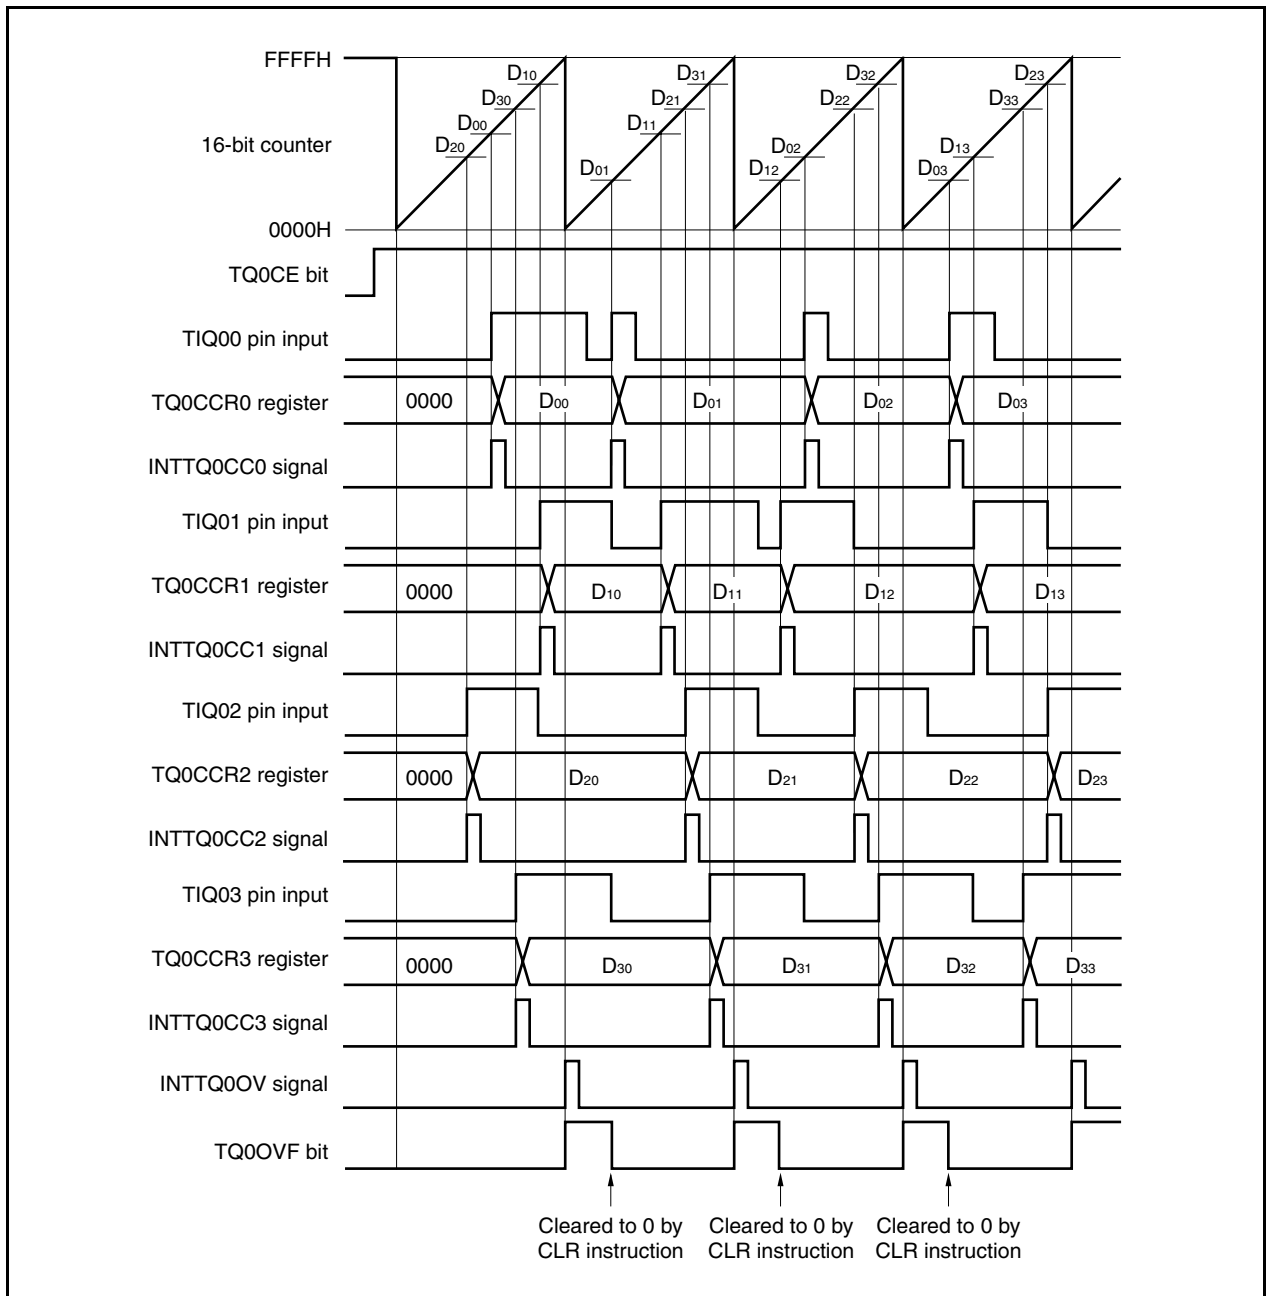 FFFFH
D10 D31 D32 D23
D30 D21 D22 D33
D00 D11
16-bit counter
D20 D02 D13
D01 D12 D03
0000H
TQ0CE bit
TIQ00 pin input
TQ0CCR0 register 0000 D00 D01 D02 D03
INTTQ0CC0 signal
TIQ01 pin input
TQ0CCR1 register 0000 D10 D11 D12 D13
INTTQ0CC1 signal
TIQ02 pin input
TQ0CCR2 register 0000 D20 D21 D22 D23
INTTQ0CC2 signal
TIQ03 pin input
TQ0CCR3 register 0000 D30 D31 D32 D33
INTTQ0CC3 signal
INTTQ0OV signal
TQ0OVF bit
Cleared to 0 by
CLR instruction
Cleared to 0 by
CLR instruction
Cleared to 0 by
CLR instruction